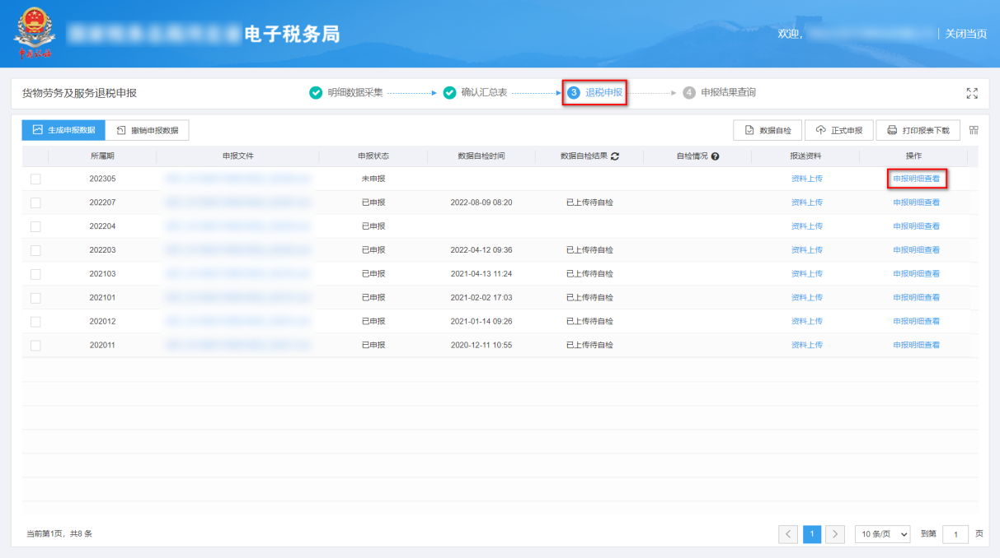 电子税务局
欢迎, | 关闭当页
货物劳务及服务退税申报 明细数据采集 确认汇总表 3 退税申报 4 申报结果查询
生成申报数据 撤销申报数据 数据自检 正式申报 打印报表下载
所属期 申报文件 申报状态 数据自检时间 数据自检结果 自检情况 报送资料 操作
202305 未申报 资料上传 申报明细查看
202207 已申报 2022-08-09 08:20 已上传待自检 资料上传 申报明细查看
202204 已申报 资料上传 申报明细查看
202203 已申报 2022-04-12 09:36 已上传待自检 资料上传 申报明细查看
202103 已申报 2021-04-13 11:24 已上传待自检 资料上传 申报明细查看
202101 已申报 2021-02-02 17:03 已上传待自检 资料上传 申报明细查看
202012 已申报 2021-01-14 09:26 已上传待自检 资料上传 申报明细查看
202011 已申报 2020-12-11 10:55 已上传待自检 资料上传 申报明细查看
当前第1页，共8 条 < 1 > 10 条/页 到第 1 页